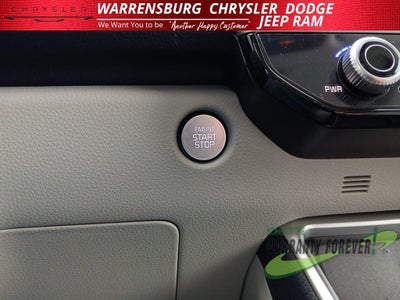 CHRYSLER
WARRENSBURG CHRYSLER DODGE
We Want You to be "Another Happy Customer" JEEP RAM
ENGINE
START
STOP
PWR
WARRANTY FOREVER